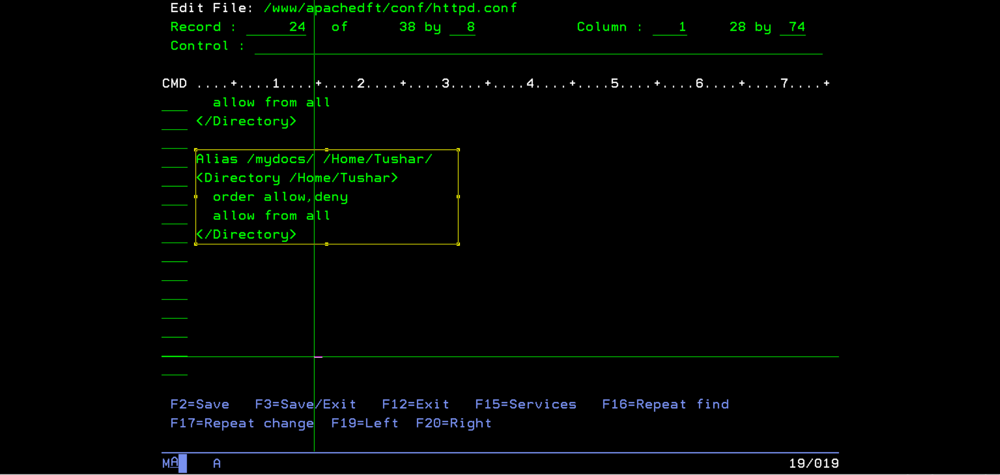 Edit File: /www/apachedft/conf/httpd.conf
Record : 24 of 38 by 8 Column : 1 28 by 74
Control :
CMD ....+....1....+....2....+....3....+....4....+....5....+....6....+....7....+
allow from all
</Directory>
Alias /mydocs/ /Home/Tushar/
<Directory /Home/Tushar>
order allow,deny
allow from all
</Directory>
F2=Save F3=Save/Exit F12=Exit F15=Services F16=Repeat find
F17=Repeat change F19=Left F20=Right
MA A 19/019